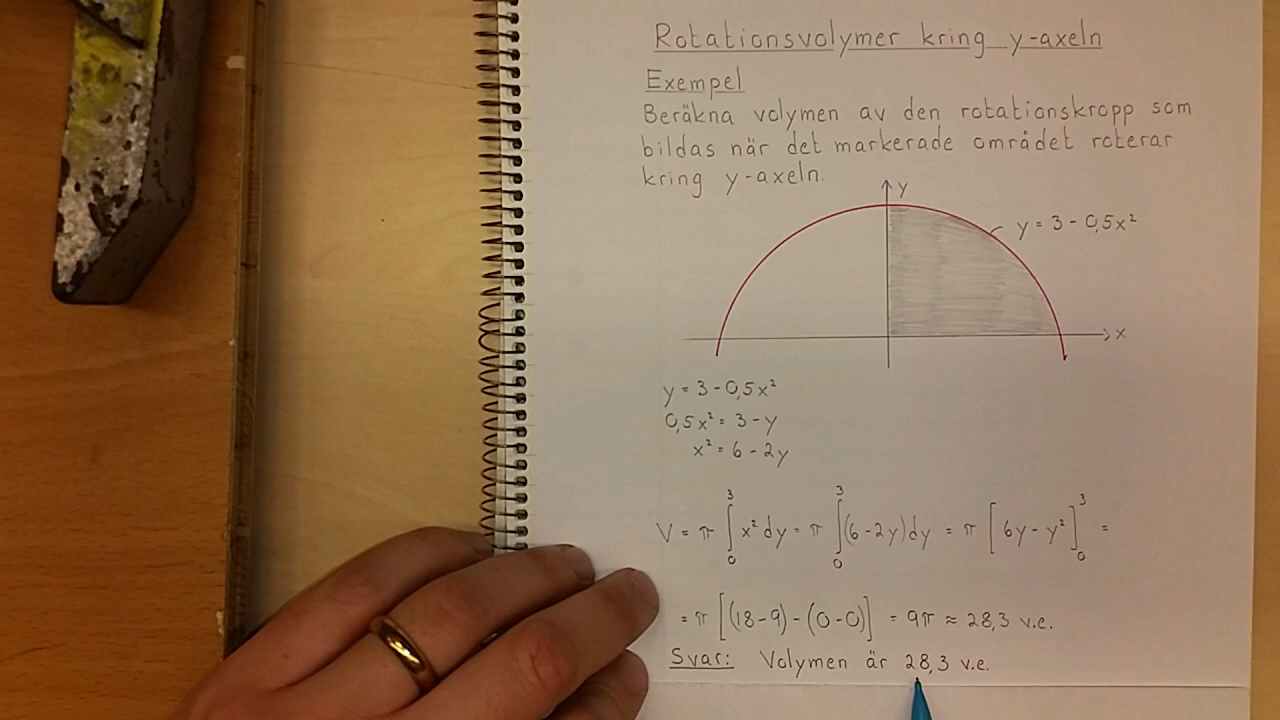 Rotationsvolymer kring y-axeln
Exempel
Beräkna volymen av den rotationskropp som
bildas när det markerade området roterar
kring y-axeln.
y
y = 3 - 0,5x²
x
y = 3 - 0,5x²
0,5x² = 3 - y
x² = 6 - 2y
V = π ∫₀³ x² dy = π ∫₀³ (6-2y)dy = π [6y - y²]₀³ =
= π [(18-9) - (0-0)] = 9π ≈ 28,3 v.e.
Svar: Volymen är 28,3 v.e.